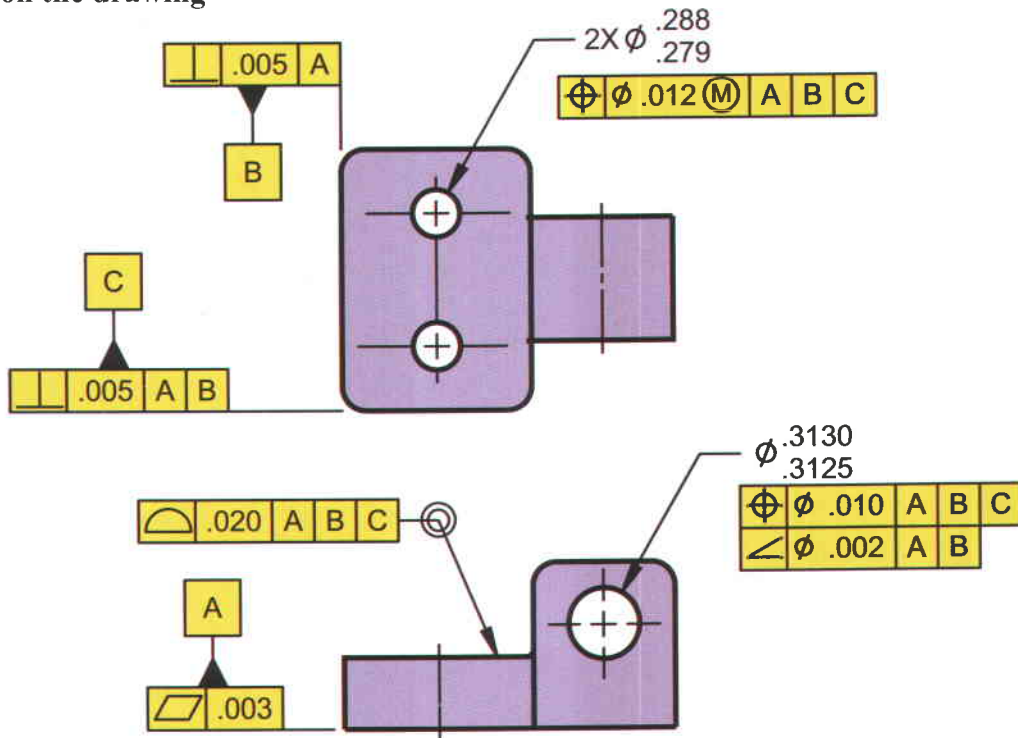 on the drawing
⟂ .005 A
B
2X ⌀ .288
.279
⌖ ⌀ .012 Ⓜ A B C
C
⟂ .005 A B
⌀ .3130
.3125
⌖ ⌀ .010 A B C
∠ ⌀ .002 A B
⌓ .020 A B C
A
⏥ .003